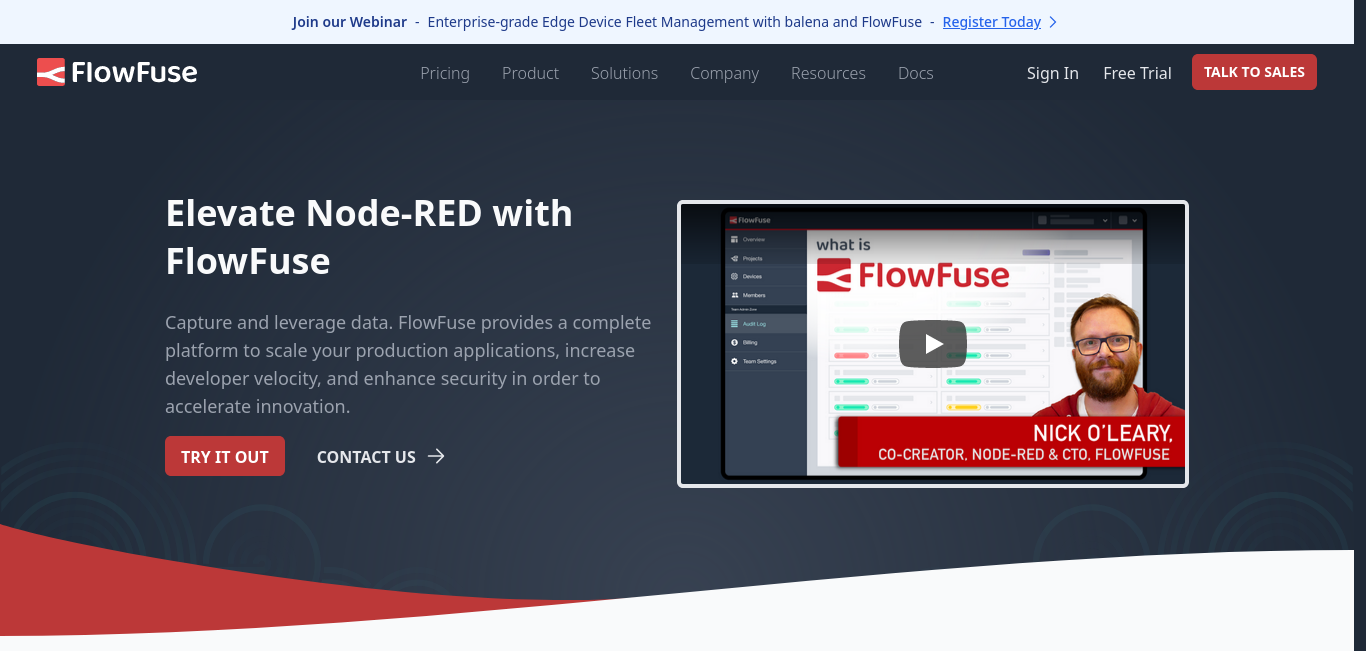 Join our Webinar - Enterprise-grade Edge Device Fleet Management with balena and FlowFuse - Register Today
FlowFuse
Pricing Product Solutions Company Resources Docs
Sign In Free Trial TALK TO SALES
Elevate Node-RED with
FlowFuse
Capture and leverage data. FlowFuse provides a complete
platform to scale your production applications, increase
developer velocity, and enhance security in order to
accelerate innovation.
TRY IT OUT CONTACT US
FlowFuse
Overview
Projects
Devices
Members
Team Admin Zone
Audit Log
Billing
Team Settings
what is
FlowFuse
NICK O'LEARY,
CO-CREATOR, NODE-RED & CTO, FLOWFUSE